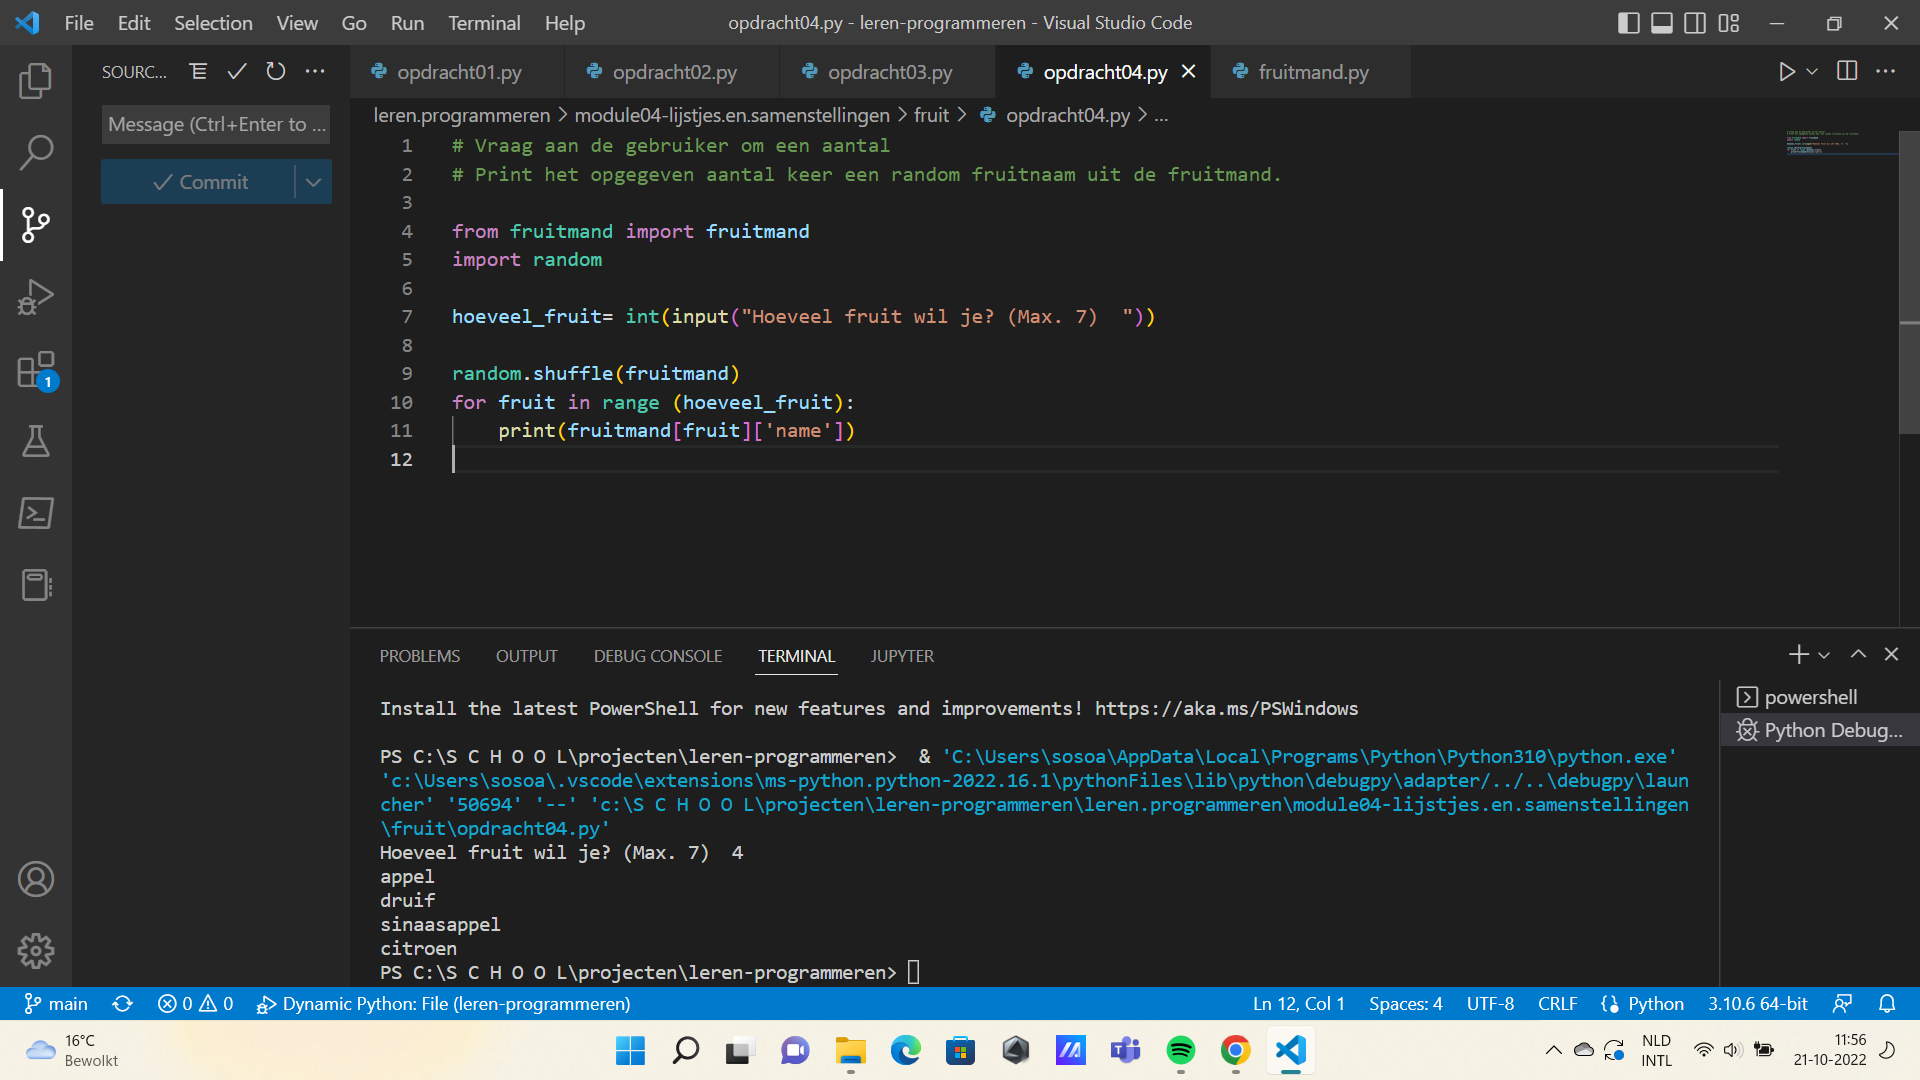 File Edit Selection View Go Run Terminal Help
opdracht04.py - leren-programmeren - Visual Studio Code
SOURC...
opdracht01.py
opdracht02.py
opdracht03.py
opdracht04.py
fruitmand.py
Message (Ctrl+Enter to ...
Commit
1
leren.programmeren > module04-lijstjes.en.samenstellingen > fruit > opdracht04.py > ...
1 # Vraag aan de gebruiker om een aantal
2 # Print het opgegeven aantal keer een random fruitnaam uit de fruitmand.
3
4 from fruitmand import fruitmand
5 import random
6
7 hoeveel_fruit= int(input("Hoeveel fruit wil je? (Max. 7)  "))
8
9 random.shuffle(fruitmand)
10 for fruit in range (hoeveel_fruit):
11     print(fruitmand[fruit]['name'])
12
PROBLEMS OUTPUT DEBUG CONSOLE TERMINAL JUPYTER
powershell
Python Debug...
Install the latest PowerShell for new features and improvements! https://aka.ms/PSWindows
PS C:\S C H O O L\projecten\leren-programmeren>  & 'C:\Users\sosoa\AppData\Local\Programs\Python\Python310\python.exe'
'c:\Users\sosoa\.vscode\extensions\ms-python.python-2022.16.1\pythonFiles\lib\python\debugpy\adapter/../..\debugpy\laun
cher' '50694' '--' 'c:\S C H O O L\projecten\leren-programmeren\leren.programmeren\module04-lijstjes.en.samenstellingen
\fruit\opdracht04.py'
Hoeveel fruit wil je? (Max. 7)  4
appel
druif
sinaasappel
citroen
PS C:\S C H O O L\projecten\leren-programmeren>
main 0 0 Dynamic Python: File (leren-programmeren) Ln 12, Col 1 Spaces: 4 UTF-8 CRLF Python 3.10.6 64-bit
16°C
Bewolkt
NLD
INTL
11:56
21-10-2022